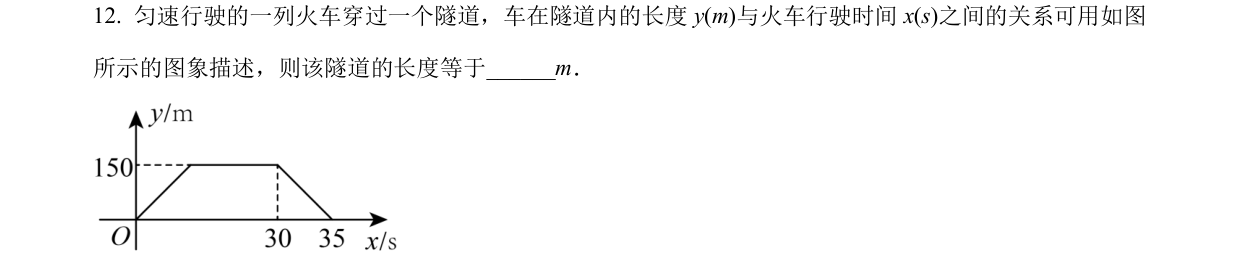 12. 匀速行驶的一列火车穿过一个隧道，车在隧道内的长度 y(m)与火车行驶时间 x(s)之间的关系可用如图
所示的图象描述，则该隧道的长度等于______m．
y/m
150
O
30
35
x/s